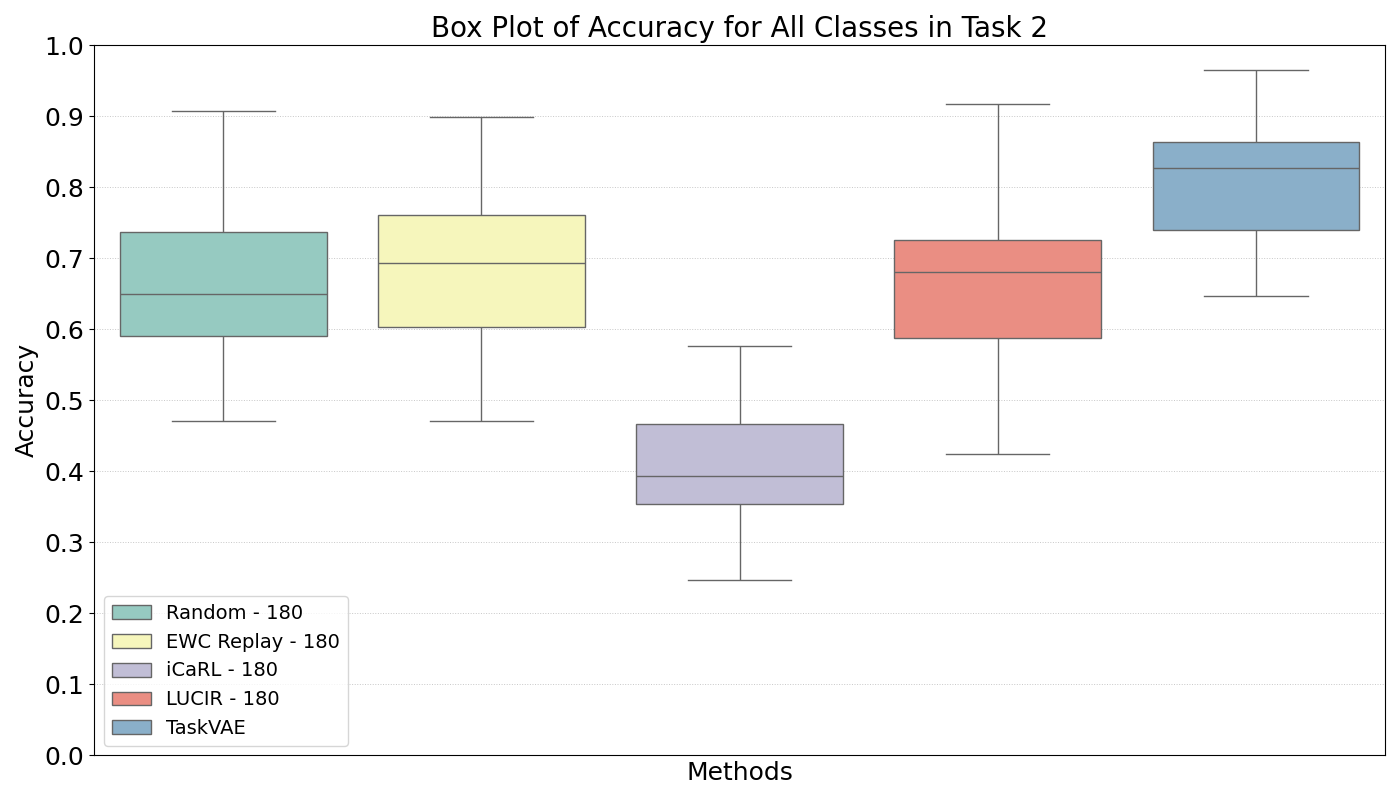 Box Plot of Accuracy for All Classes in Task 2
1.0
0.9
0.8
0.7
0.6
0.5
0.4
0.3
0.2
0.1
0.0
Accuracy
Random - 180
EWC Replay - 180
iCaRL - 180
LUCIR - 180
TaskVAE
Methods